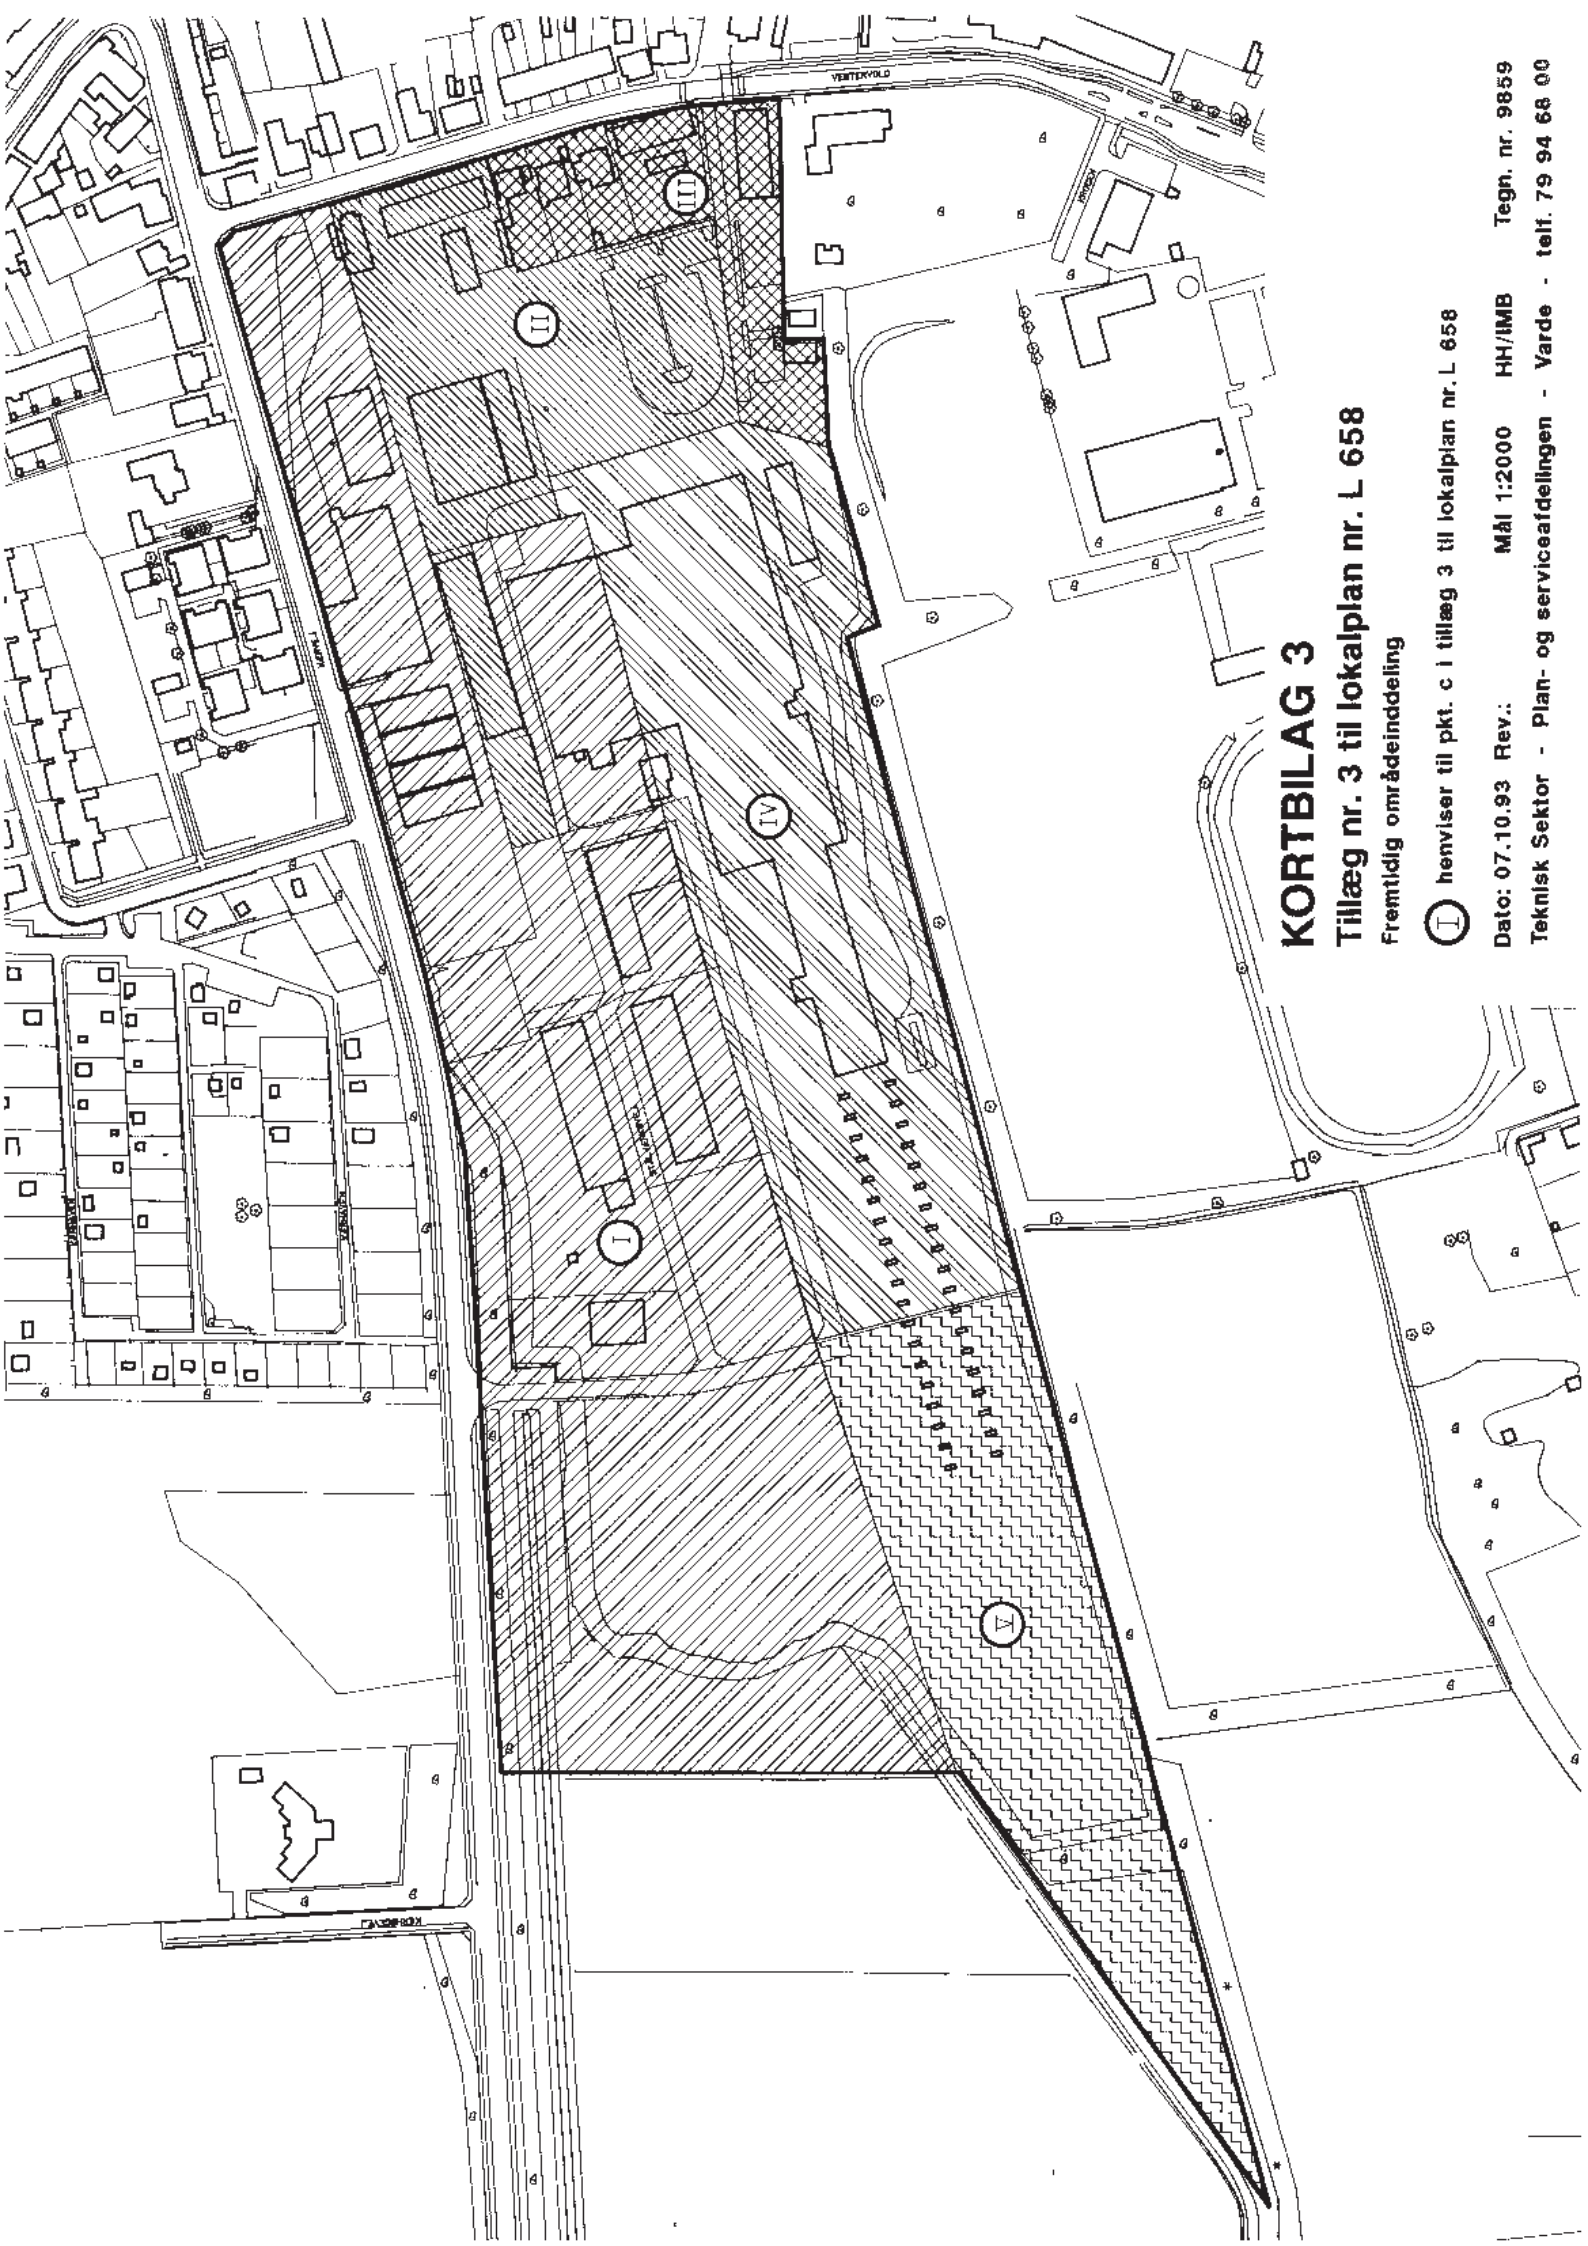 KORTBILAG 3
Tillæg nr. 3 til lokalplan nr. L 658
Fremtidig områdeinddeling
I henviser til pkt. c i tillæg 3 til lokalplan nr. L 658
Dato: 07.10.93 Rev.: Mål 1:2000 HH/IMB Tegn. nr. 9859
Teknisk Sektor - Plan- og serviceafdelingen - Varde - telf. 79 94 68 00
VESTERVOLD
I
II
III
IV
V